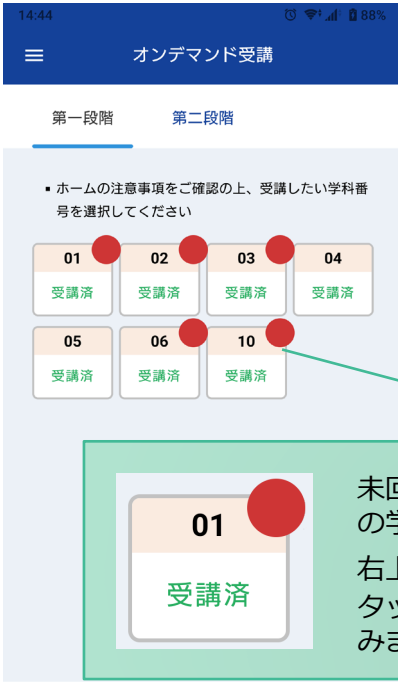 14:44 88%
オンデマンド受講
第一段階 第二段階
▪ ホームの注意事項をご確認の上、受講したい学科番
号を選択してください
01 02 03 04
受講済 受講済 受講済 受講済
05 06 10
受講済 受講済 受講済
01
受講済
未
の
右上
タッ
みま